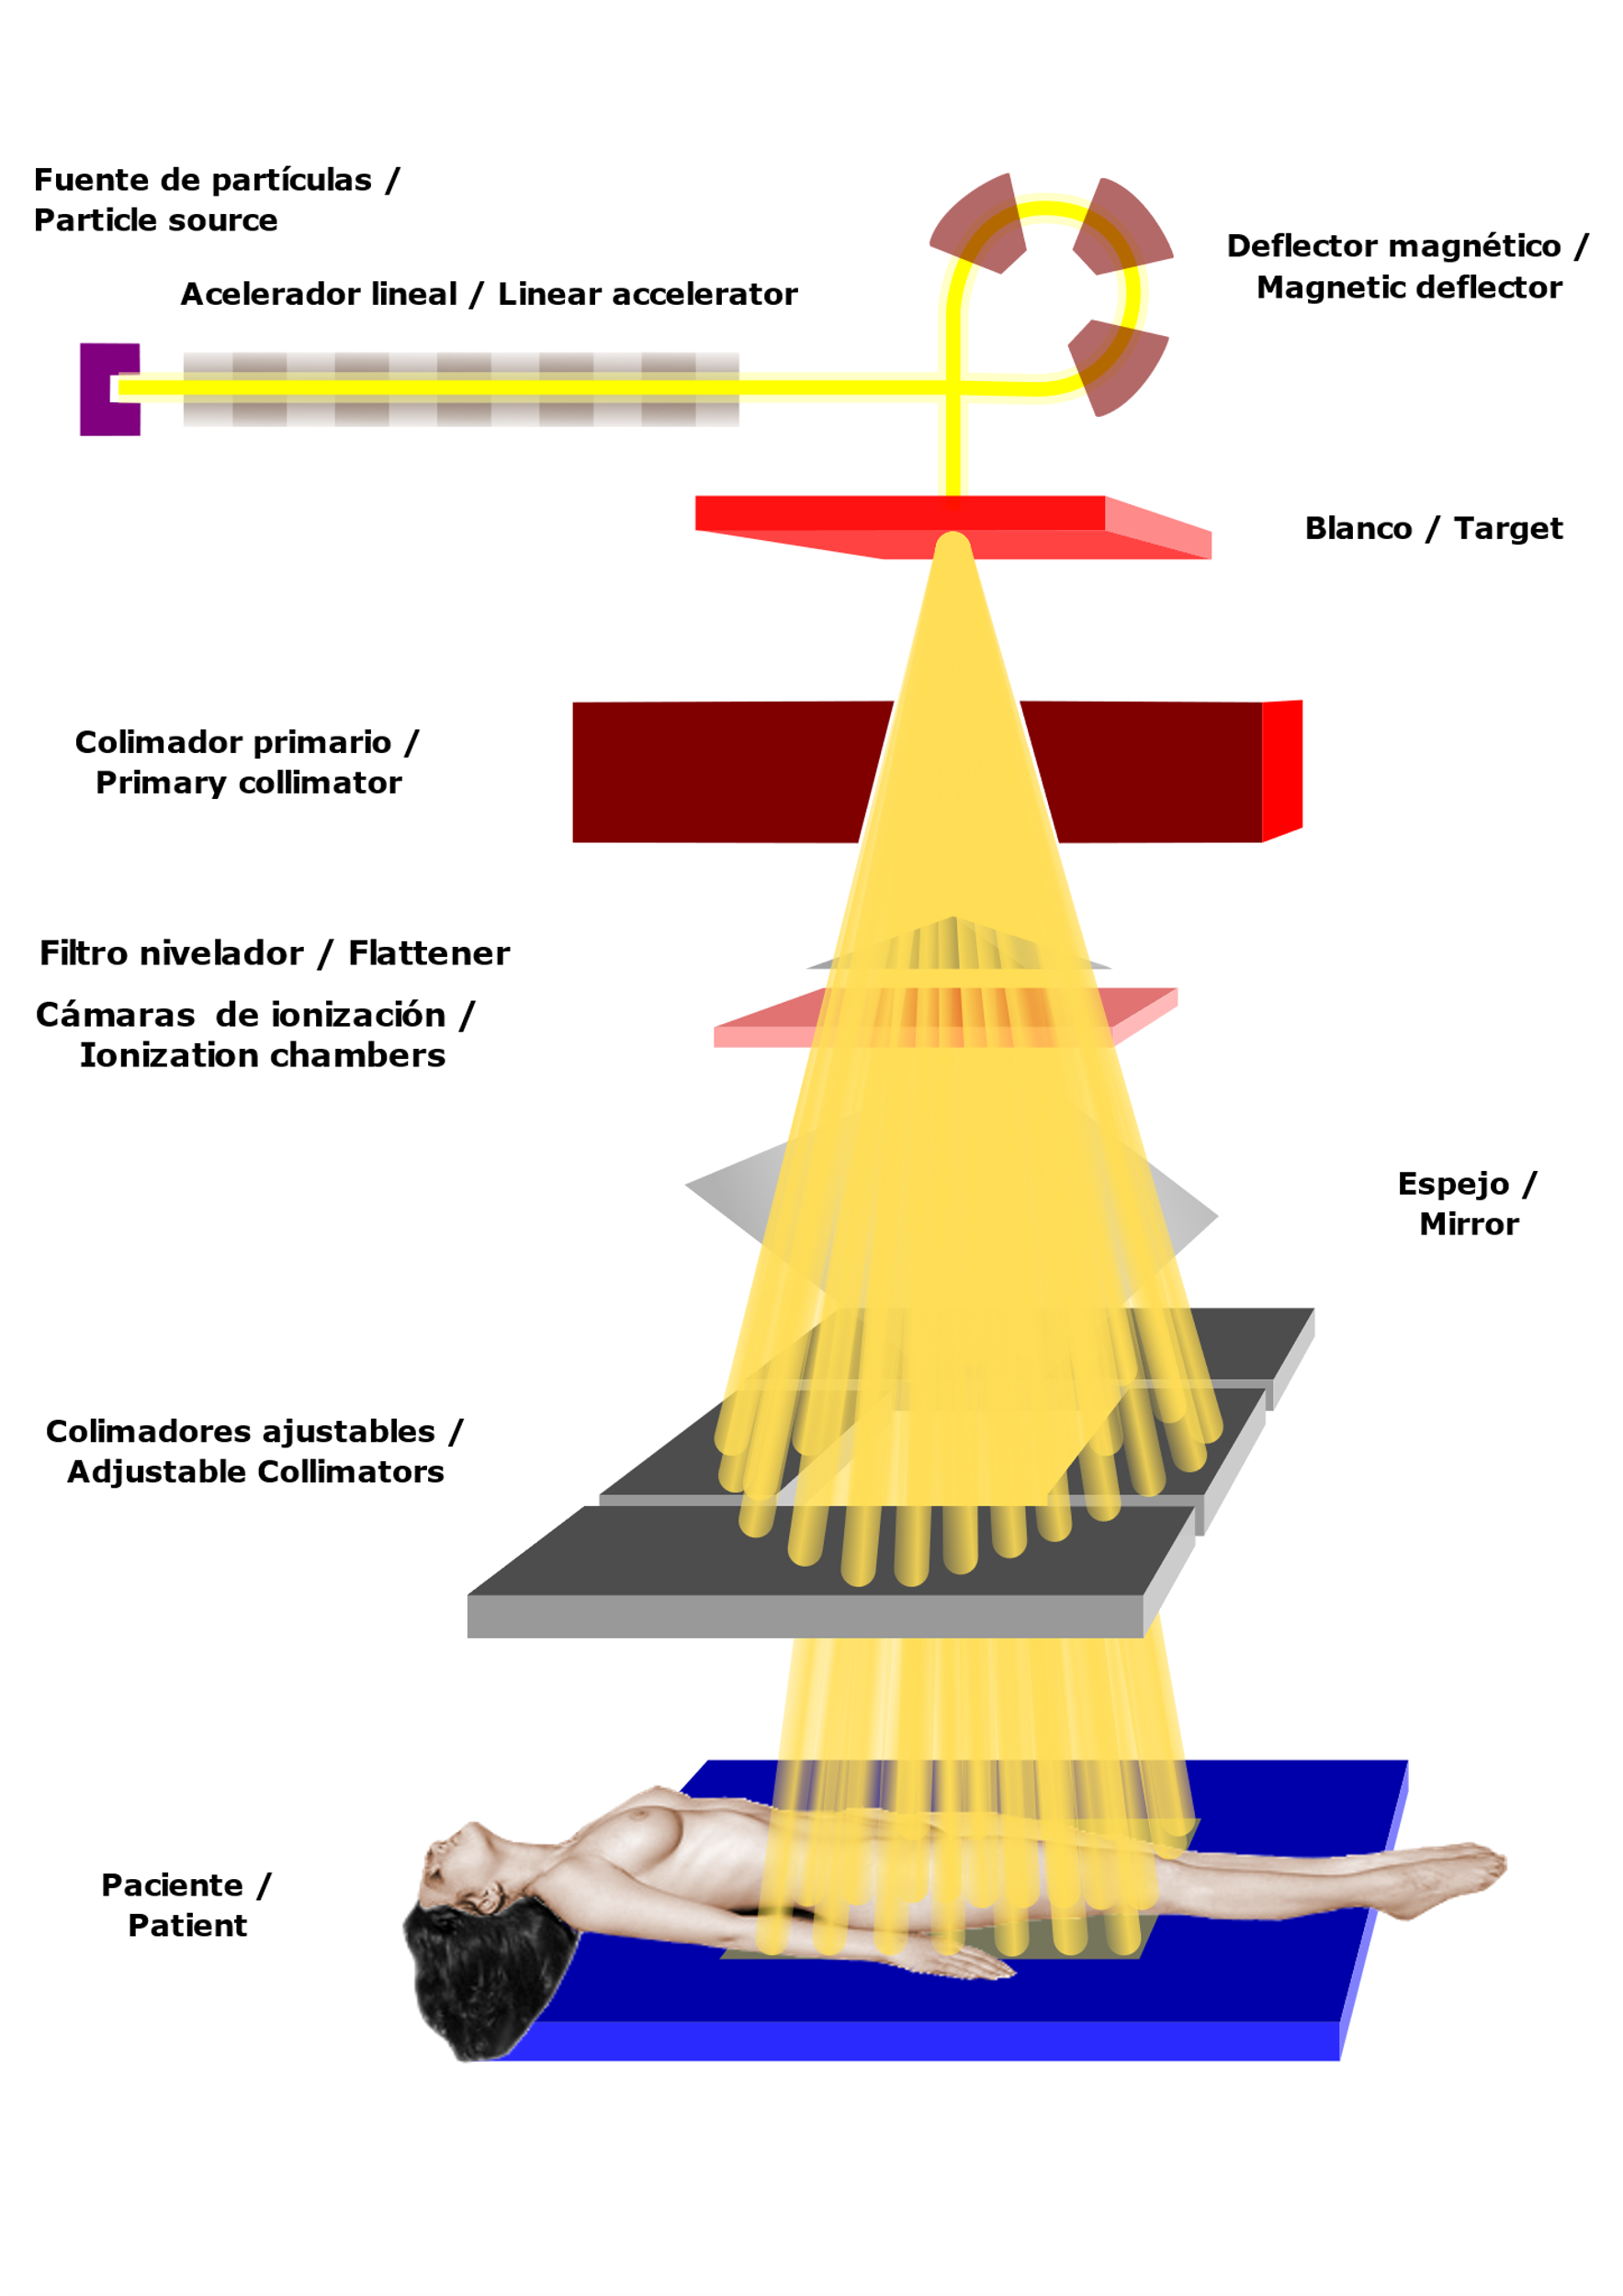 Fuente de partículas /
Particle source
Deflector magnético /
Magnetic deflector
Acelerador lineal / Linear accelerator
Blanco / Target
Colimador primario /
Primary collimator
Filtro nivelador / Flattener
Cámaras de ionización /
Ionization chambers
Espejo /
Mirror
Colimadores ajustables /
Adjustable Collimators
Paciente /
Patient